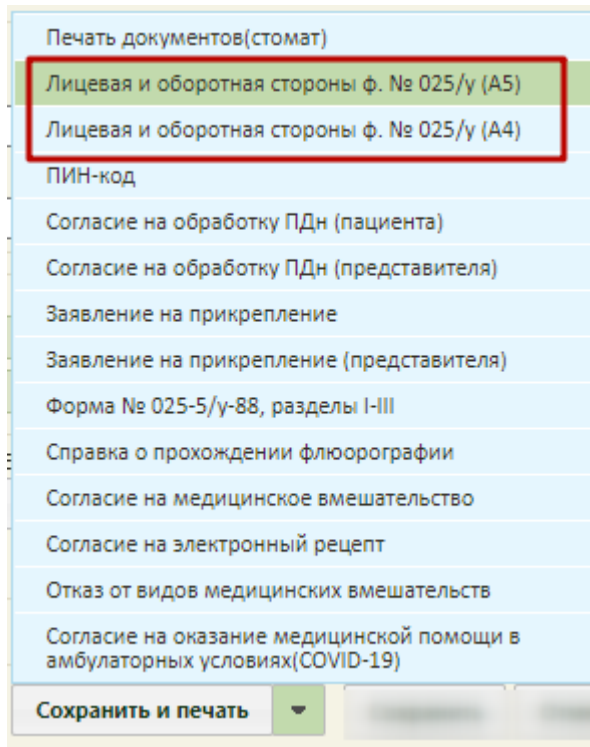 Печать документов(стомат)
Лицевая и оборотная стороны ф. № 025/у (А5)
Лицевая и оборотная стороны ф. № 025/у (А4)
ПИН-код
Согласие на обработку ПДн (пациента)
Согласие на обработку ПДн (представителя)
Заявление на прикрепление
Заявление на прикрепление (представителя)
Форма № 025-5/у-88, разделы I-III
Справка о прохождении флюорографии
Согласие на медицинское вмешательство
Согласие на электронный рецепт
Отказ от видов медицинских вмешательств
Согласие на оказание медицинской помощи в
амбулаторных условиях(COVID-19)
Сохранить и печать